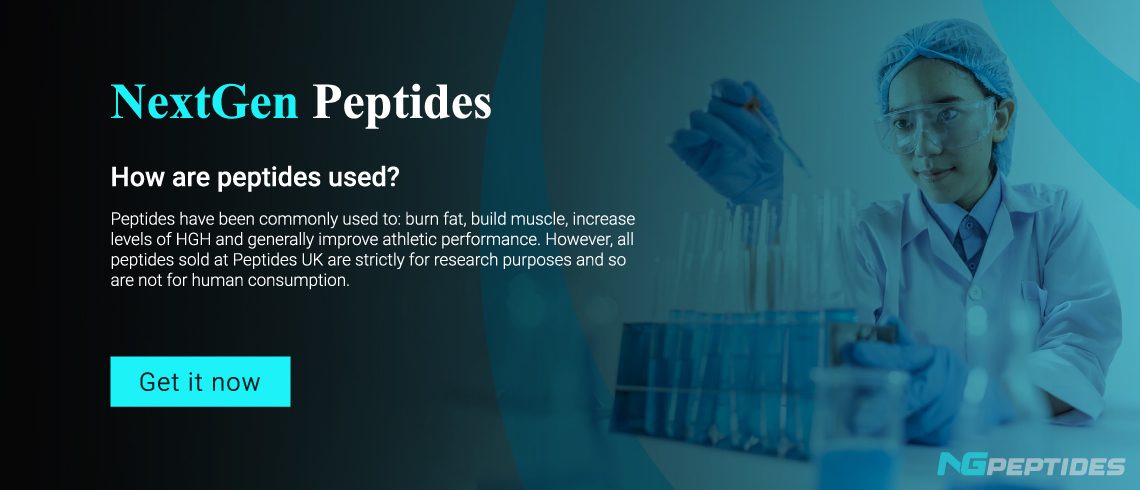 NextGen Peptides
How are peptides used?
Peptides have been commonly used to: burn fat, build muscle, increase
levels of HGH and generally improve athletic performance. However, all
peptides sold at Peptides UK are strictly for research purposes and so
are not for human consumption.
Get it now
NGPEPTIDES